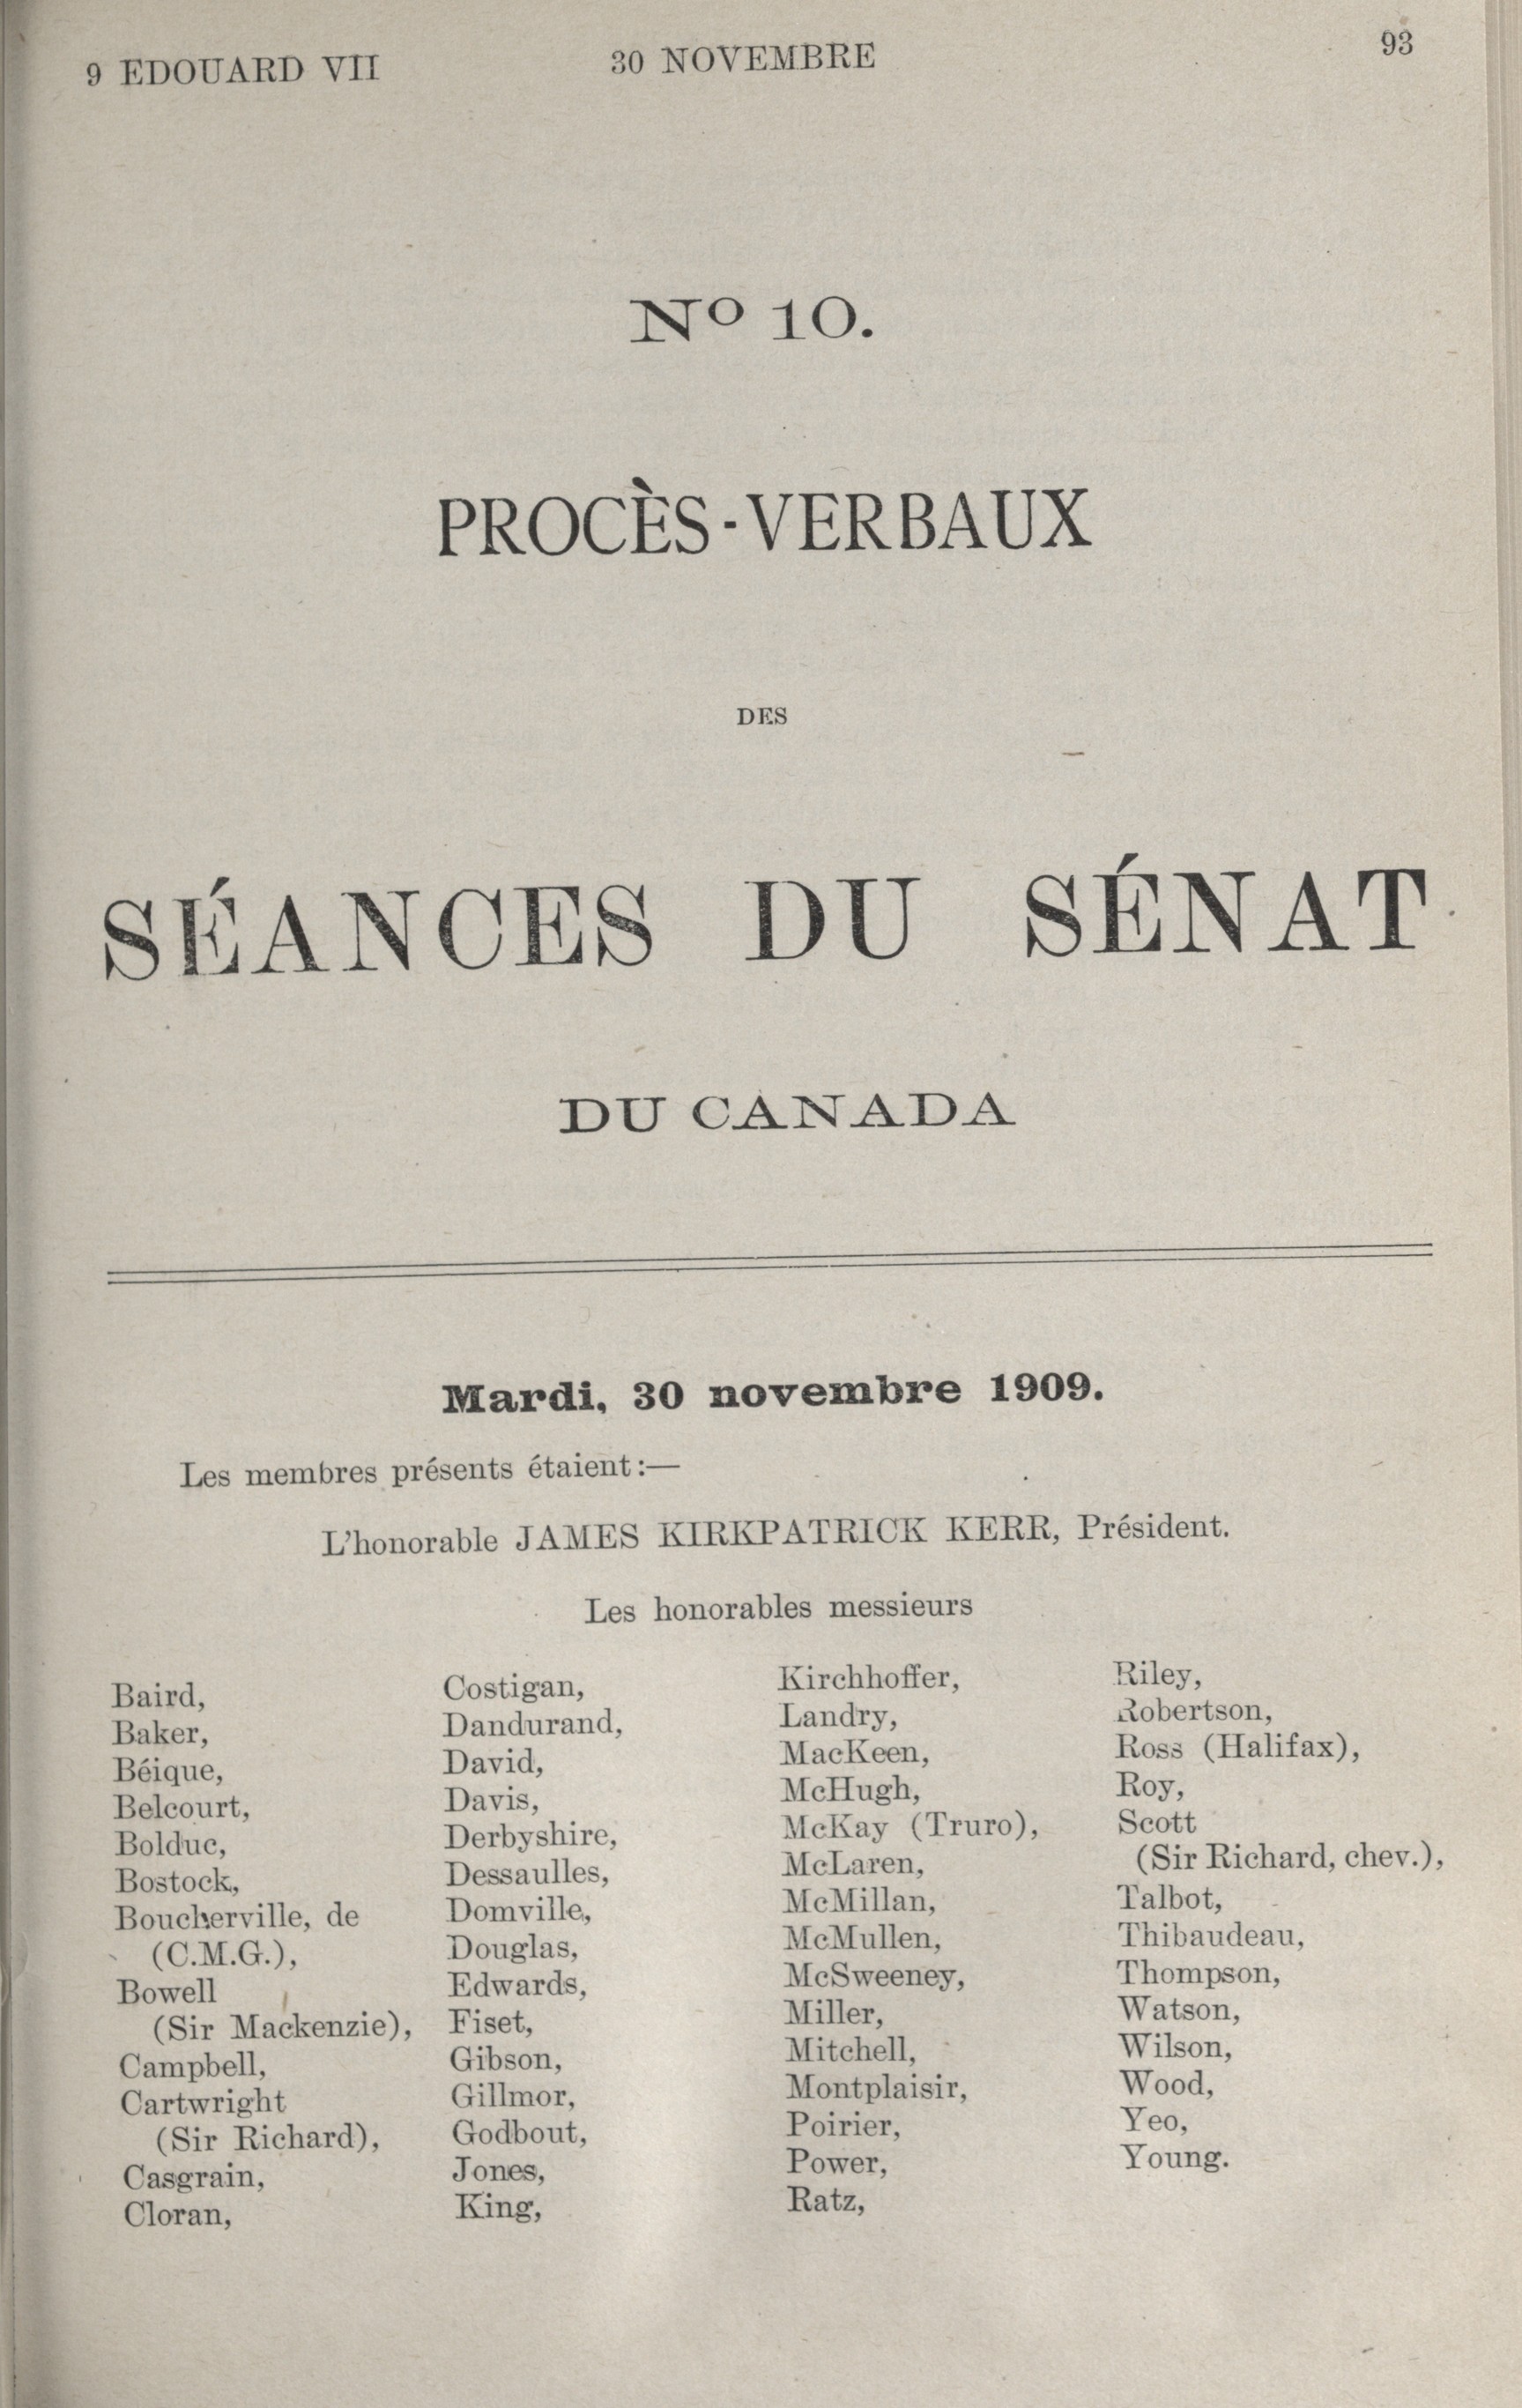 9 EDOUARD VII
30 NOVEMBRE
93
Nº 10.
PROCÈS-VERBAUX
DES
SÉANCES DU SÉNAT
DU CANADA
Mardi, 30 novembre 1909.
Les membres présents étaient:—
L'honorable JAMES KIRKPATRICK KERR, Président.
Les honorables messieurs
Baird,
Baker,
Béique,
Belcourt,
Bolduc,
Bostock,
Boucherville, de
(C.M.G.),
Bowell
(Sir Mackenzie),
Campbell,
Cartwright
(Sir Richard),
Casgrain,
Cloran,
Costigan,
Dandurand,
David,
Davis,
Derbyshire,
Dessaulles,
Domville,
Douglas,
Edwards,
Fiset,
Gibson,
Gillmor,
Godbout,
Jones,
King,
Kirchhoffer,
Landry,
MacKeen,
McHugh,
McKay (Truro),
McLaren,
McMillan,
McMullen,
McSweeney,
Miller,
Mitchell,
Montplaisir,
Poirier,
Power,
Ratz,
Riley,
Robertson,
Ross (Halifax),
Roy,
Scott
(Sir Richard, chev.),
Talbot,
Thibaudeau,
Thompson,
Watson,
Wilson,
Wood,
Yeo,
Young.